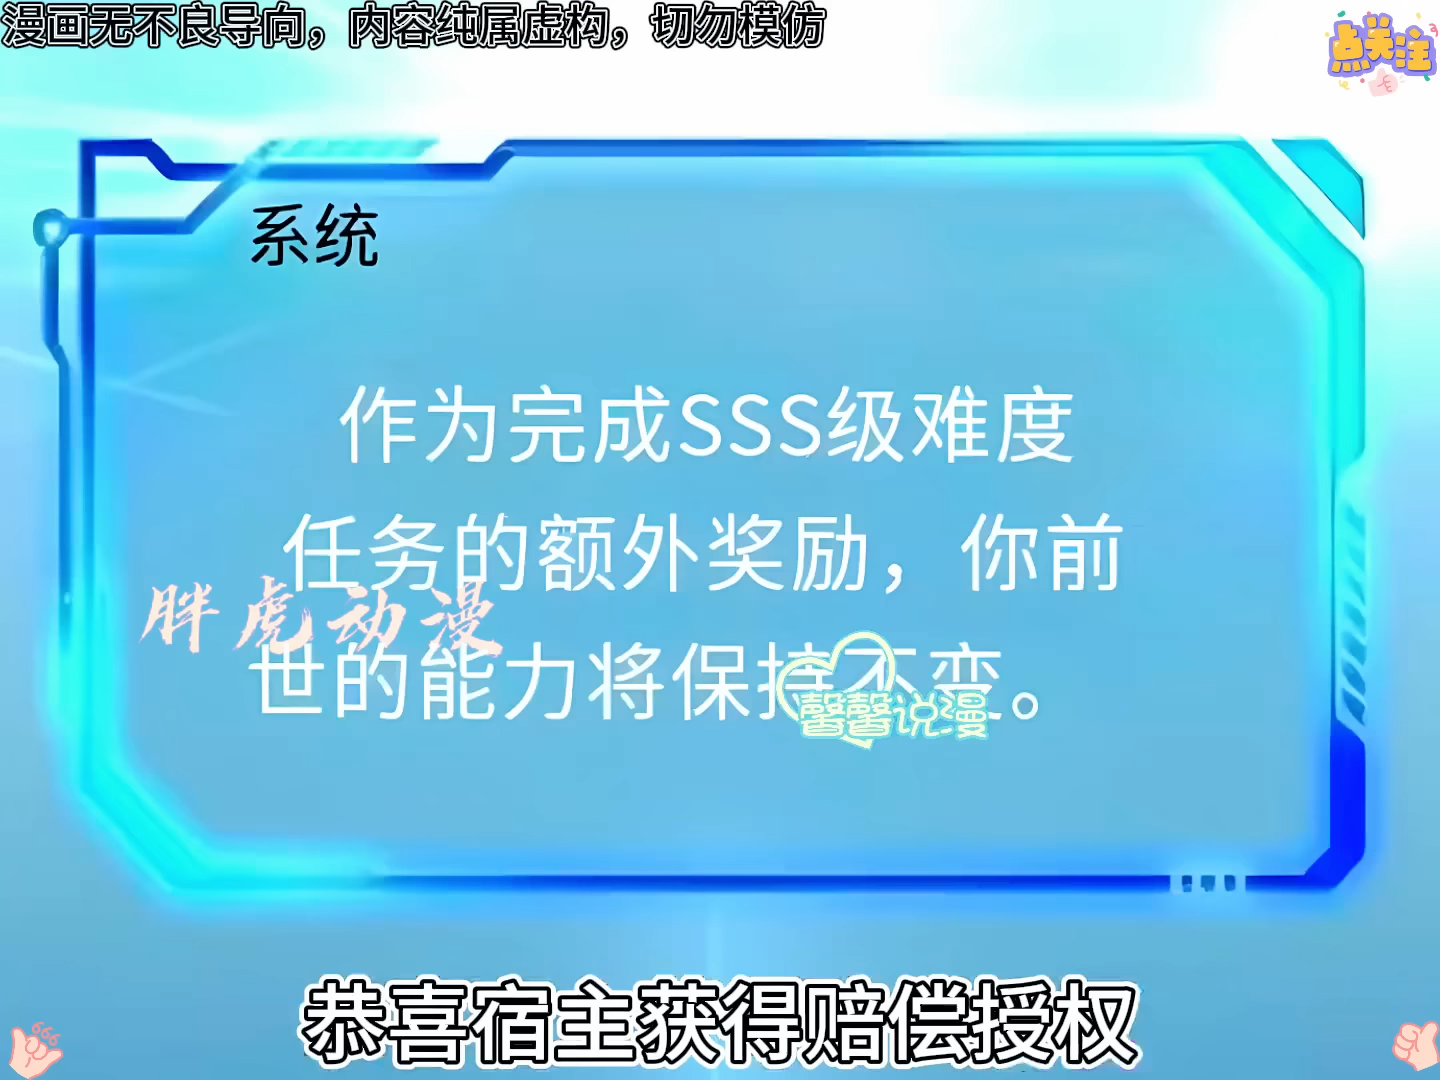 漫画无不良导向，内容纯属虚构，切勿模仿
点关注
系统
作为完成SSS级难度
任务的额外奖励，你前
世的能力将保持不变。
胖虎动漫
馨馨说漫
恭喜宿主获得赔偿授权
666